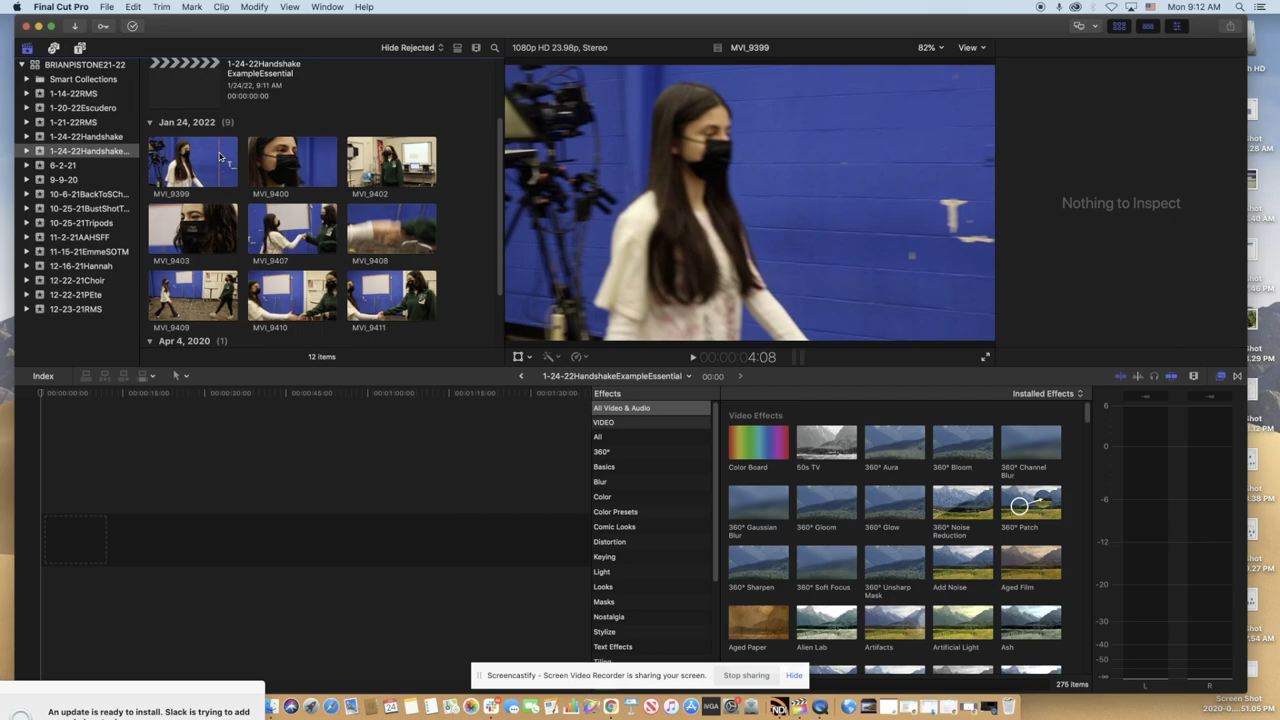 Final Cut Pro File Edit Trim Mark Clip Modify View Window Help
Mon 9:12 AM
Hide Rejected
1080p HD 23.98p, Stereo
MVI_9399
82%
View
BRIANPISTONE21-22
Smart Collections
1-14-22RMS
1-20-22Escudero
1-21-22RMS
1-24-22Handshake
1-24-22Handshake...
6-2-21
9-9-20
10-6-21BackToSCh...
10-25-21BustShotT...
10-25-21Tripods
11-2-21AAHSFF
11-15-21EmmeSOTM
12-16-21Hannah
12-22-21Choir
12-22-21PEte
12-23-21RMS
1-24-22Handshake
ExampleEssential
1/24/22, 9:11 AM
00:00:00:00
Jan 24, 2022 (9)
MVI_9399
MVI_9400
MVI_9402
MVI_9403
MVI_9407
MVI_9408
MVI_9409
MVI_9410
MVI_9411
Apr 4, 2020 (1)
12 items
Nothing to Inspect
00:00:00:04:08
Index
1-24-22HandshakeExampleEssential
00:00
00:00:00:00
00:00:15:00
00:00:30:00
00:00:45:00
00:01:00:00
00:01:15:00
00:01:30:00
Effects
Installed Effects
All Video & Audio
VIDEO
All
360°
Basics
Blur
Color
Color Presets
Comic Looks
Distortion
Keying
Light
Looks
Masks
Nostalgia
Stylize
Text Effects
Tiling
Video Effects
Color Board
50s TV
360° Aura
360° Bloom
360° Channel
Blur
360° Gaussian
Blur
360° Gloom
360° Glow
360° Noise
Reduction
360° Patch
360° Sharpen
360° Soft Focus
360° Unsharp
Mask
Add Noise
Aged Film
Aged Paper
Alien Lab
Artifacts
Artificial Light
Ash
275 items
6
0
-6
-12
-20
-30
-40
-50
-∞
L
R
Screencastify - Screen Video Recorder is sharing your screen.
Stop sharing
Hide
An update is ready to install. Slack is trying to add
Screen Shot
2020-0....51.05 PM